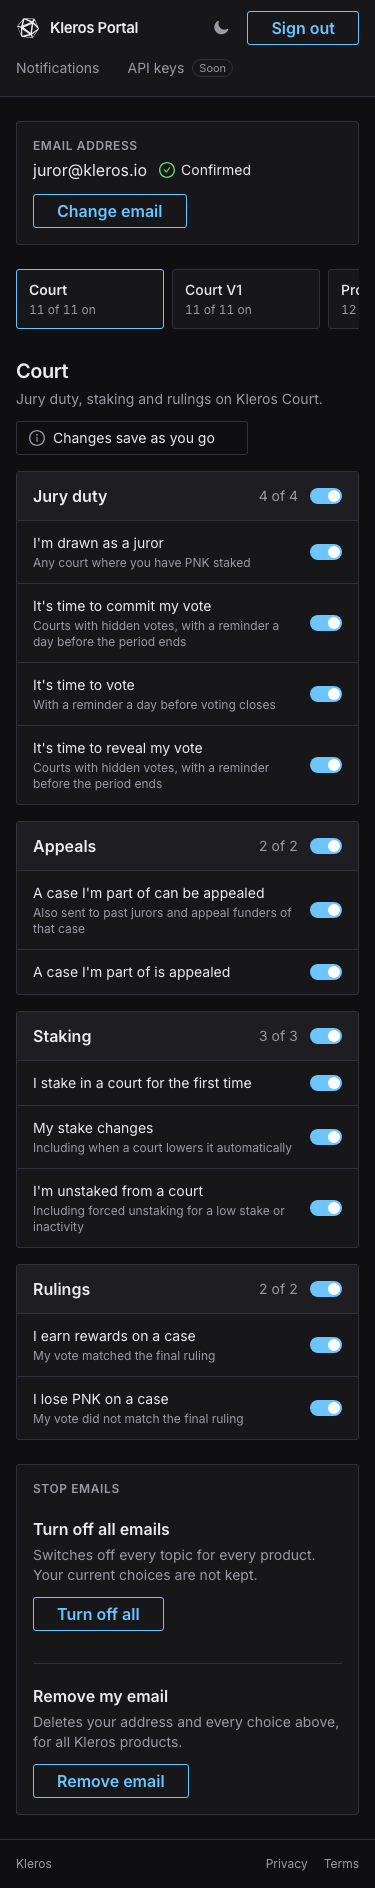 Kleros Portal
Sign out
Notifications
API keys
Soon
EMAIL ADDRESS
juror@kleros.io
Confirmed
Change email
Court
11 of 11 on
Court V1
11 of 11 on
Pro
12
Court
Jury duty, staking and rulings on Kleros Court.
Changes save as you go
Jury duty
4 of 4
I'm drawn as a juror
Any court where you have PNK staked
It's time to commit my vote
Courts with hidden votes, with a reminder a
day before the period ends
It's time to vote
With a reminder a day before voting closes
It's time to reveal my vote
Courts with hidden votes, with a reminder
before the period ends
Appeals
2 of 2
A case I'm part of can be appealed
Also sent to past jurors and appeal funders of
that case
A case I'm part of is appealed
Staking
3 of 3
I stake in a court for the first time
My stake changes
Including when a court lowers it automatically
I'm unstaked from a court
Including forced unstaking for a low stake or
inactivity
Rulings
2 of 2
I earn rewards on a case
My vote matched the final ruling
I lose PNK on a case
My vote did not match the final ruling
STOP EMAILS
Turn off all emails
Switches off every topic for every product.
Your current choices are not kept.
Turn off all
Remove my email
Deletes your address and every choice above,
for all Kleros products.
Remove email
Kleros
Privacy
Terms